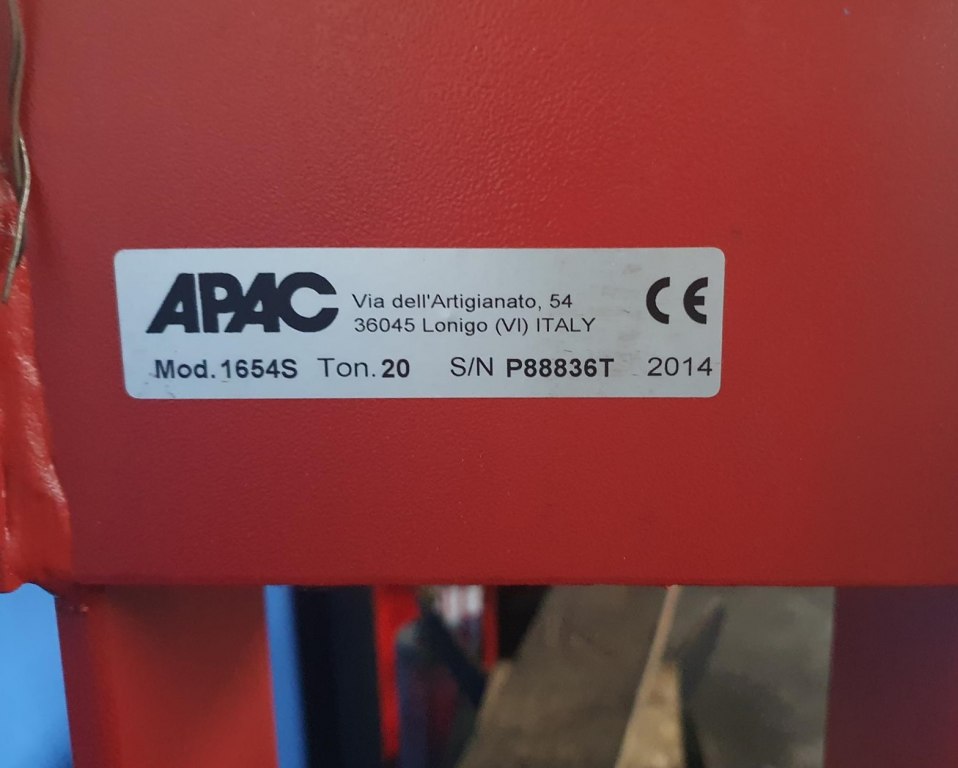 APAC
Via dell'Artigianato, 54
36045 Lonigo (VI) ITALY
CE
Mod. 1654S Ton. 20 S/N P88836T 2014